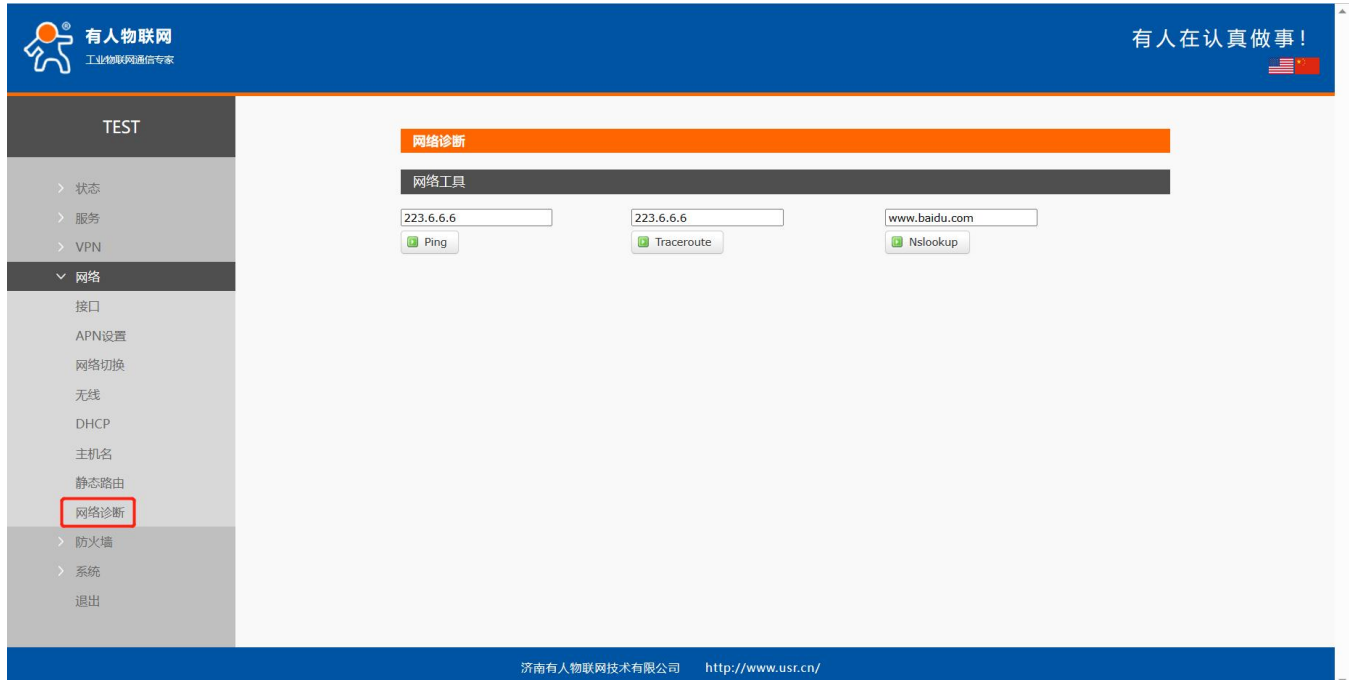 有人物联网
®
工业物联网通信专家
有人在认真做事!
TEST
状态
服务
VPN
网络
接口
APN设置
网络切换
无线
DHCP
主机名
静态路由
网络诊断
防火墙
系统
退出
网络诊断
网络工具
223.6.6.6 223.6.6.6 www.baidu.com
Ping Traceroute Nslookup
济南有人物联网技术有限公司 http://www.usr.cn/